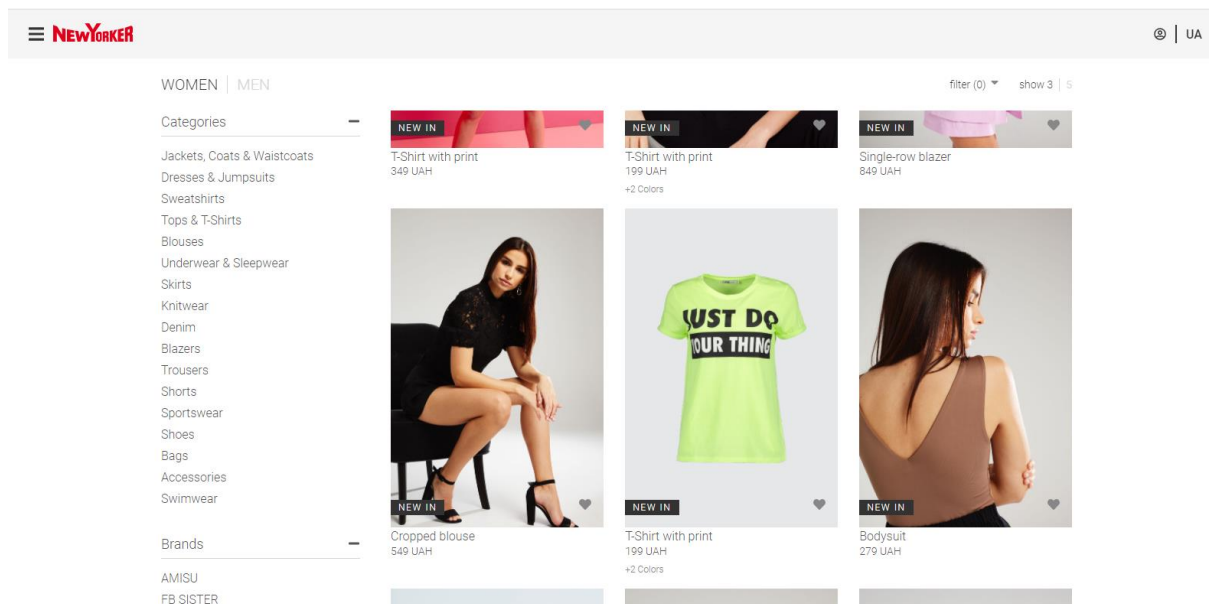 NEWYORKER
UA
WOMEN | MEN
filter (0)
show 3 | 5
Categories
Jackets, Coats & Waistcoats
Dresses & Jumpsuits
Sweatshirts
Tops & T-Shirts
Blouses
Underwear & Sleepwear
Skirts
Knitwear
Denim
Blazers
Trousers
Shorts
Sportswear
Shoes
Bags
Accessories
Swimwear
Brands
AMISU
FB SISTER
NEW IN
T-Shirt with print
349 UAH
NEW IN
T-Shirt with print
199 UAH
+2 Colors
NEW IN
Single-row blazer
849 UAH
NEW IN
Cropped blouse
549 UAH
JUST DO
YOUR THING
NEW IN
T-Shirt with print
199 UAH
+2 Colors
NEW IN
Bodysuit
279 UAH